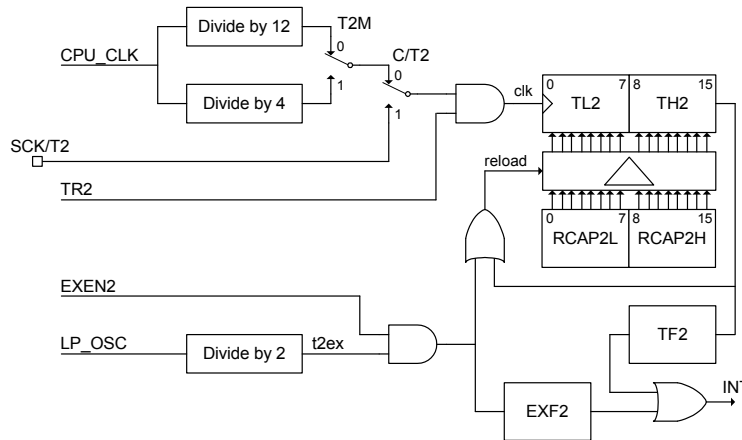 Divide by 12
T2M
CPU_CLK
0
C/T2
1
0
Divide by 4
1
clk
0
7
8
15
TL2
TH2
SCK/T2
reload
TR2
0
7
8
15
RCAP2L
RCAP2H
EXEN2
TF2
LP_OSC
Divide by 2
t2ex
INT
EXF2